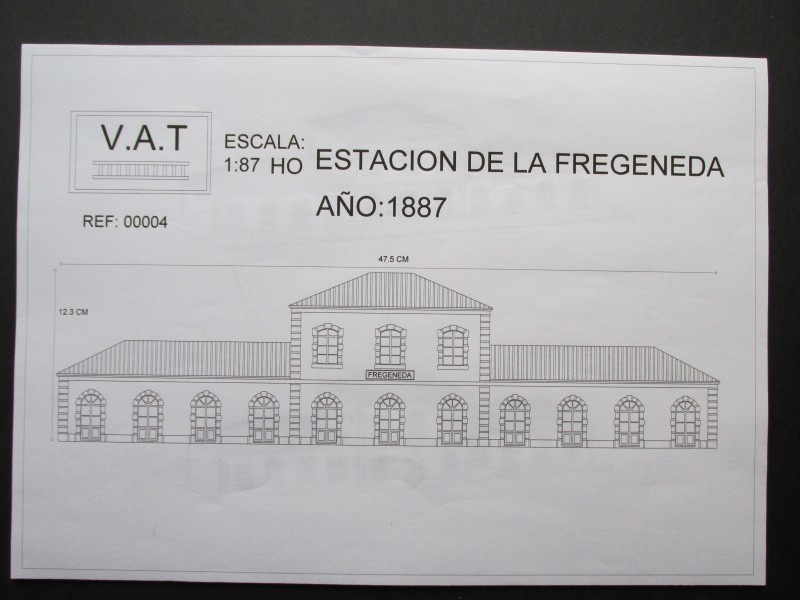 V.A.T
ESCALA:
1:87 HO
ESTACION DE LA FREGENEDA
AÑO:1887
REF: 00004
47.5 CM
12.3 CM
FREGENEDA